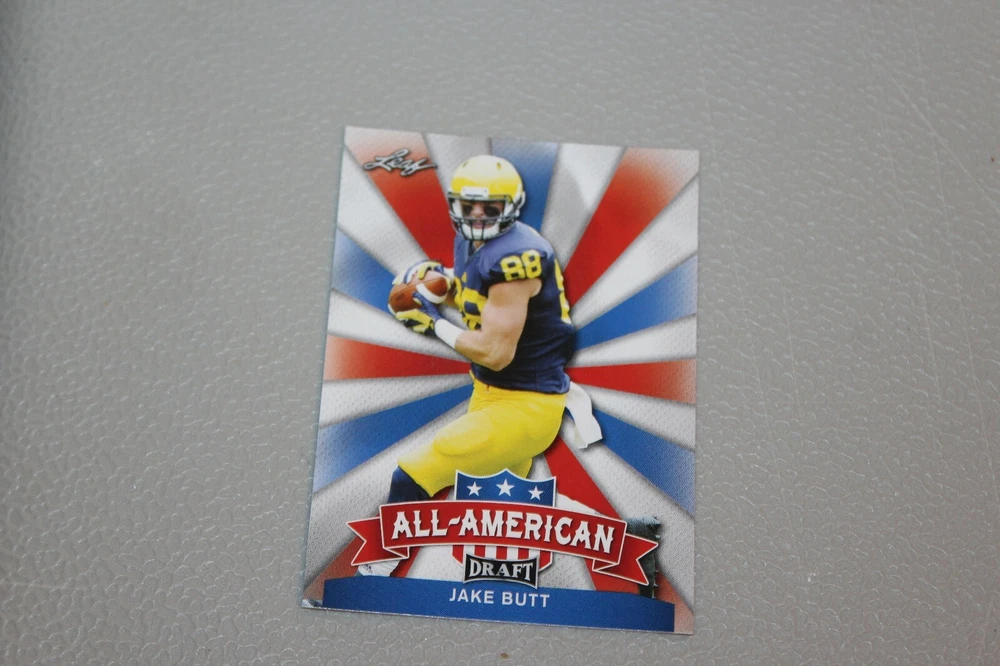 Leaf
88
ALL-AMERICAN
DRAFT
JAKE BUTT